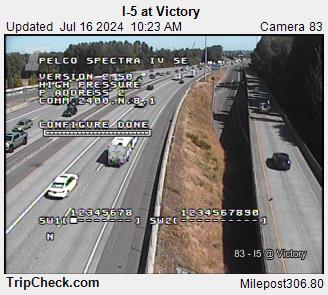 I-5 at Victory
Updated Jul 16 2024 10:23 AM Camera 83
PELCO SPECTRA IV SE
VERSION 2.50
HIGH PRESSURE
P ADDRESS 2
COMM 2400,N,8,1
CONFIGURE DONE
12345678 1234567890
SW1[ ] SW2[----------]
N
83 - I5 @ Victory
TripCheck.com Milepost306.80